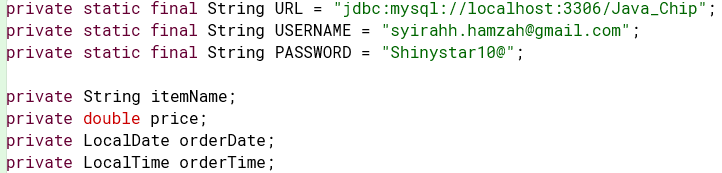 private static final String URL = "jdbc:mysql://localhost:3306/Java_Chip";
private static final String USERNAME = "syirahh.hamzah@gmail.com";
private static final String PASSWORD = "Shinystar10@";
private String itemName;
private double price;
private LocalDate orderDate;
private LocalTime orderTime;